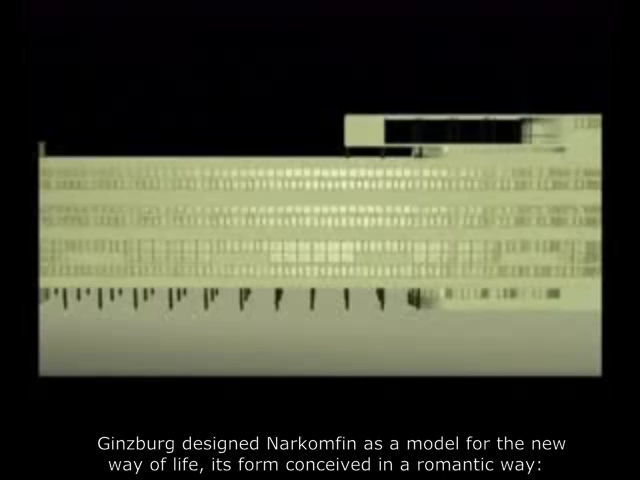 Ginzburg designed Narkomfin as a model for the new
way of life, its form conceived in a romantic way: